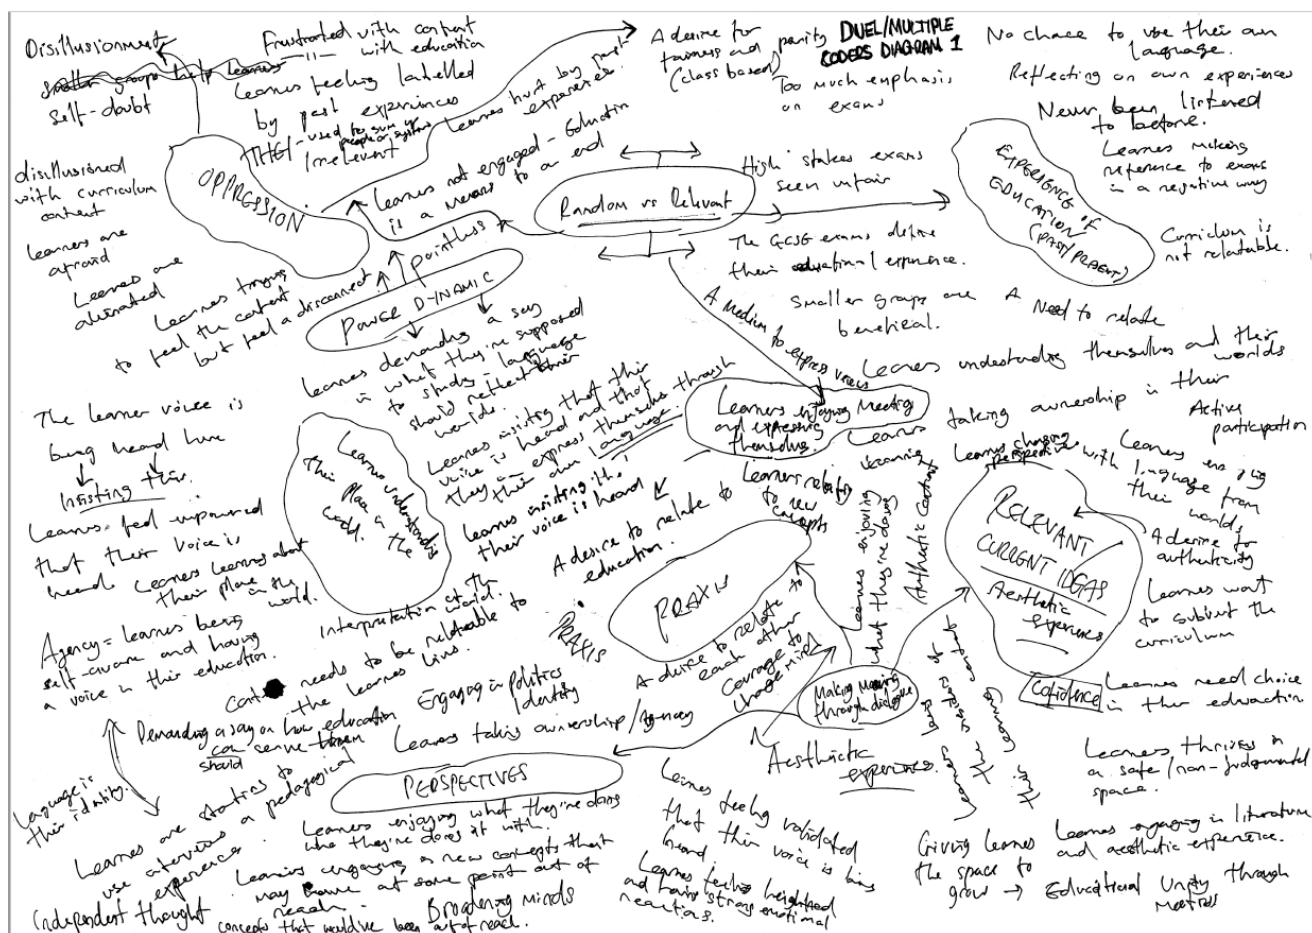 Disillusionment
self-doubt
Frustrated with content
—11— with education
Learners feeling labelled
by past experiences
Irrelevent
Learners hurt by past
experience.
A desire for
fairness and parity
(class based)
DUEL/MULTIPLE
CODERS DIAGRAM 1
Too much emphasis
on exams
No chance to use their own
language.
Reflecting on own experiences
Never been listened
to before.
Learners making
reference to exams
in a negative way
Curriculum is
not relatable.
EXPERIENCE OF
EDUCATION
(PAST/PRESENT)
OPPRESSION
disillusioned
with curriculum
content
Learners are
afraid
Learners are
alienated
Learners trying
to feel the content
but feel a disconnect
Learners not engaged - Education
is a means to an end
pointless
POWER DYNAMIC
Random vs Relevant
High stakes exams
seen unfair
The GCSE exams define
their educational experience.
Smaller groups are
benefical.
A Need to relate
A Medium to express voices
Learners understanding themselves and their
worlds
Learners demanding a say
in what they're supposed
to study - language
should reflect their
worlds.
Learners insisting that their
voice is heard and that
they can express themselves through
their own language.
Learners insisting that
their voice is heard
Learners enjoying Meeting
and expressing
themselves
Learners taking ownership in their
learning
Active
participation
The learner voice is
being heard here
Insisting this.
Learners feel empowered
that their voice is
heard
Learners learning about
their place in the
world.
Learners understanding
their place in the
world.
Learners relating
to new
concepts
A desire to relate to
education.
PRAXIS
PRAXIS
Interpretation of the
world.
Learners enjoying
what they're doing
Authentic content
Learners changing
perspective
Learners engaging
with language from
their worlds
A desire for
authenticity
RELEVANT
CURRENT IDEAS
Aesthetic
experiences
Learners want
to subvert the
curriculum
Cofidence
Learners need choice
in their education
Agency = learners being
self-aware and having
a voice in their education.
needs to be relateable to
the learners lives.
Demanding a say on how education
can serve them
should
Engaging in politics
Identity
Learners taking ownership/Agency
A desire to relate to
each other
Courage to
change minds
Making Meaning
through dialogue
Aesthetic
experiences.
Learners thriving in
a safe/non-judgmental
space.
Language is
their identity.
PERSPECTIVES
Learners are
use interviews as a pedagogical
experience.
Learners enjoying what they're doing
who they're doing it with.
Learners engaging in new concepts that
may have at some point out of
reach.
Independent thought
concepts that would've been out of reach.
Broadening minds
Learners feeling validated
that their voice is being
heard.
Learners feeling heightened
and having strong emotional
reactions.
Giving learners
the space to
grow → Educational Unity through
Learners engaging in literature
and aesthetic experience.